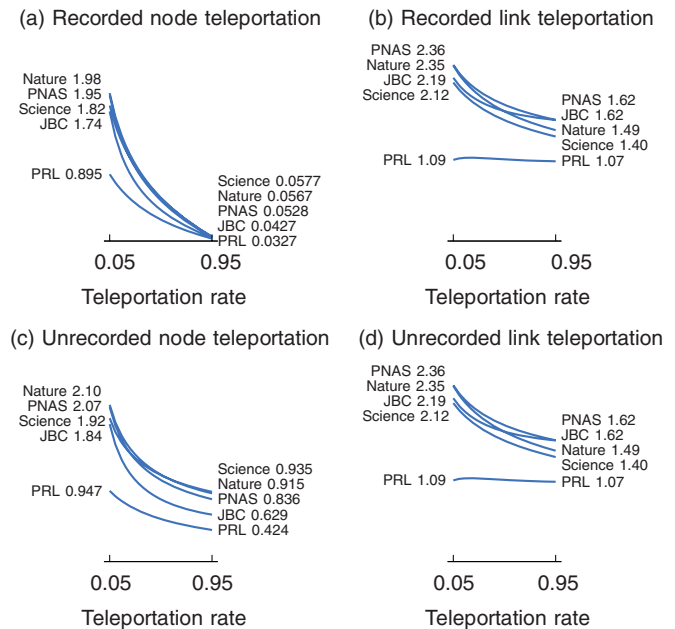 (a) Recorded node teleportation
Nature 1.98
PNAS 1.95
Science 1.82
JBC 1.74
PRL 0.895
Science 0.0577
Nature 0.0567
PNAS 0.0528
JBC 0.0427
PRL 0.0327
0.05 0.95
Teleportation rate
(b) Recorded link teleportation
PNAS 2.36
Nature 2.35
JBC 2.19
Science 2.12
PRL 1.09
PNAS 1.62
JBC 1.62
Nature 1.49
Science 1.40
PRL 1.07
0.05 0.95
Teleportation rate
(c) Unrecorded node teleportation
Nature 2.10
PNAS 2.07
Science 1.92
JBC 1.84
PRL 0.947
Science 0.935
Nature 0.915
PNAS 0.836
JBC 0.629
PRL 0.424
0.05 0.95
Teleportation rate
(d) Unrecorded link teleportation
PNAS 2.36
Nature 2.35
JBC 2.19
Science 2.12
PRL 1.09
PNAS 1.62
JBC 1.62
Nature 1.49
Science 1.40
PRL 1.07
0.05 0.95
Teleportation rate